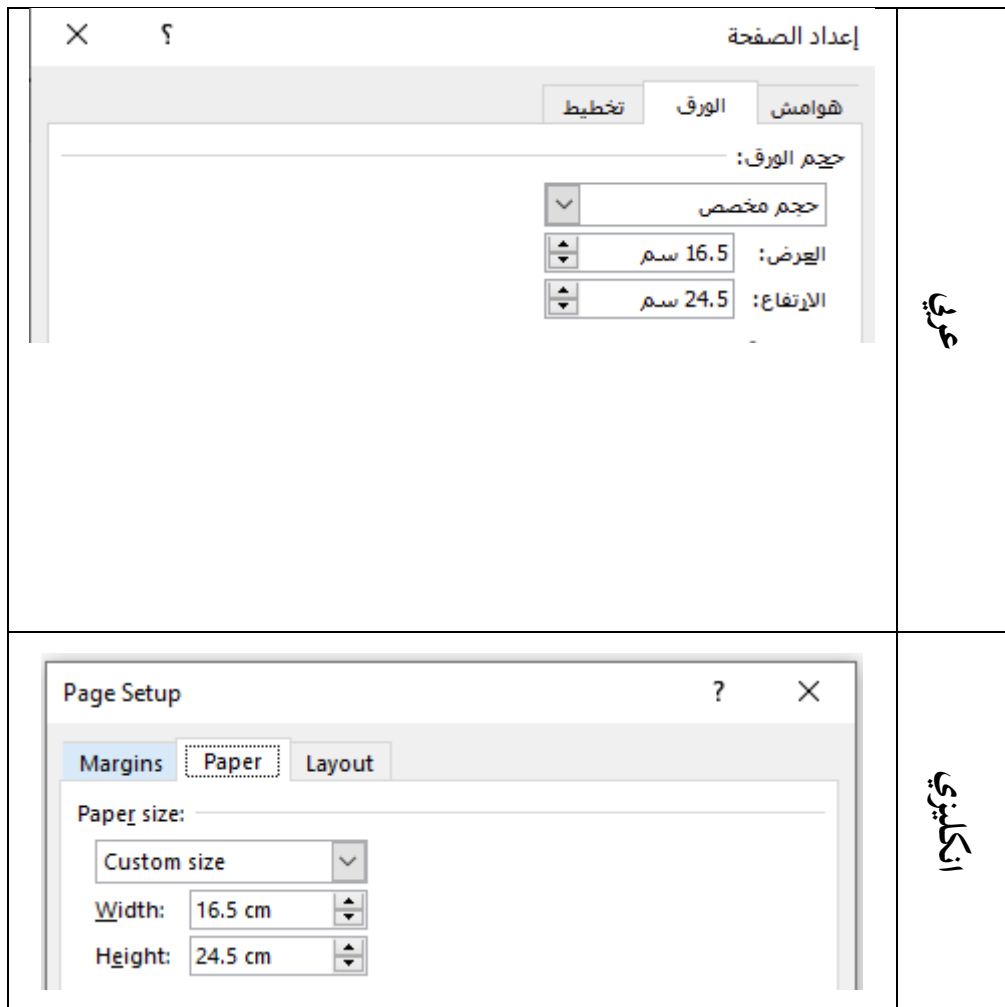 إعداد الصفحة ؟
هوامش الورق تخطيط
حجم الورق:
حجم مخصص
العرض: 16.5 سم
الارتفاع: 24.5 سم
عربي
Page Setup ?
Margins Paper Layout
Paper size:
Custom size
Width: 16.5 cm
Height: 24.5 cm
انكليزي